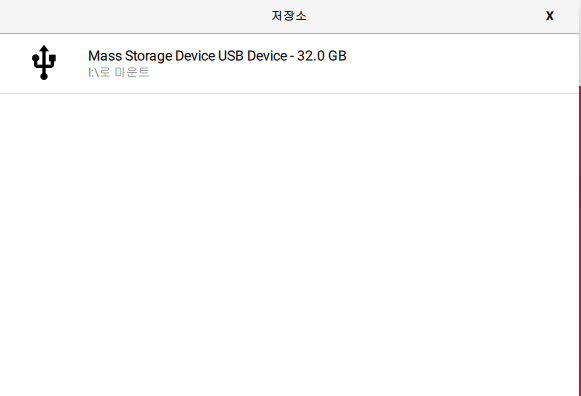 저장소
X
Mass Storage Device USB Device - 32.0 GB
I:\로 마운트